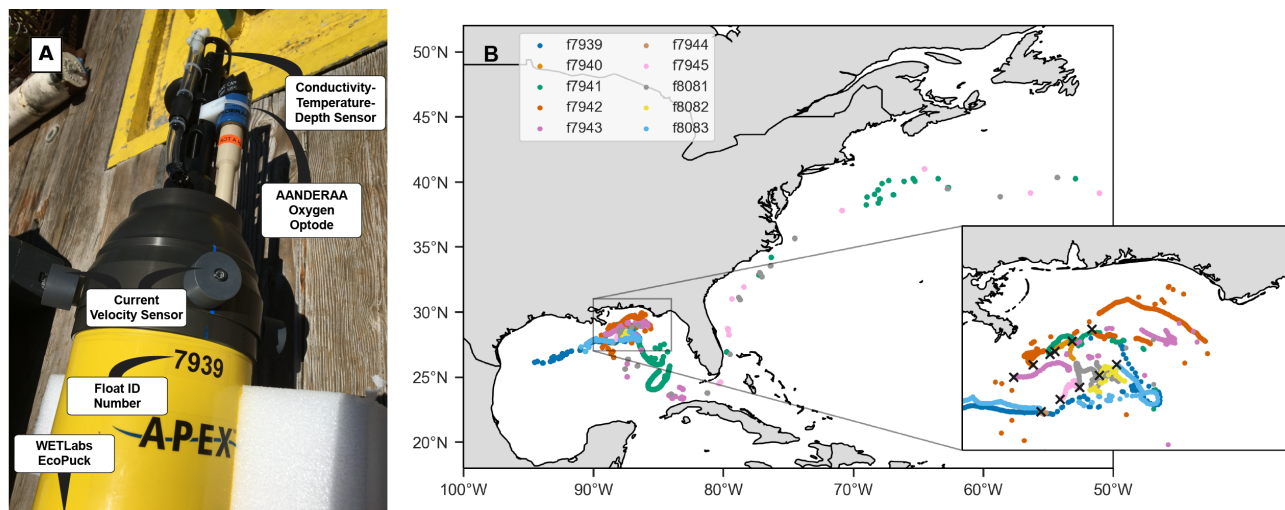 A
Conductivity-
Temperature-
Depth Sensor
AANDERAA
Oxygen
Optode
Current
Velocity Sensor
7939
Float ID
Number
APEX
WETLabs
EcoPuck
B
f7939
f7940
f7941
f7942
f7943
f7944
f7945
f8081
f8082
f8083
50°N
45°N
40°N
35°N
30°N
25°N
20°N
100°W
90°W
80°W
70°W
60°W
50°W